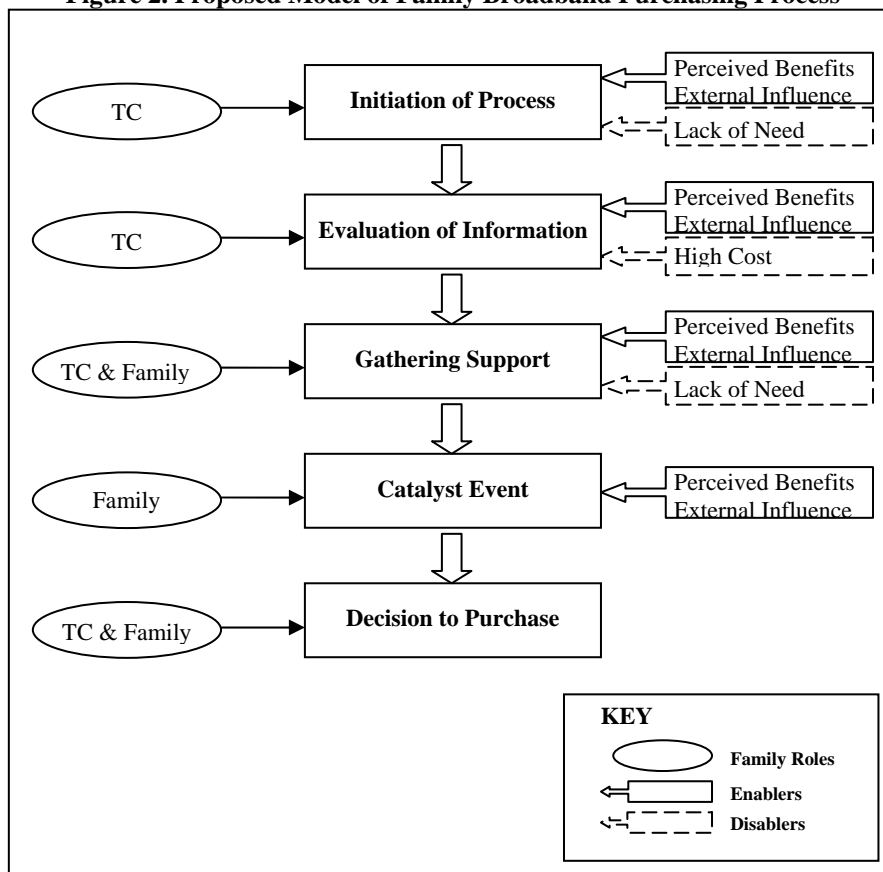 Figure 2. Proposed Model of Family Broadband Purchasing Process
TC
Initiation of Process
Perceived Benefits
External Influence
Lack of Need
TC
Evaluation of Information
Perceived Benefits
External Influence
High Cost
TC & Family
Gathering Support
Perceived Benefits
External Influence
Lack of Need
Family
Catalyst Event
Perceived Benefits
External Influence
TC & Family
Decision to Purchase
KEY
Family Roles
Enablers
Disablers